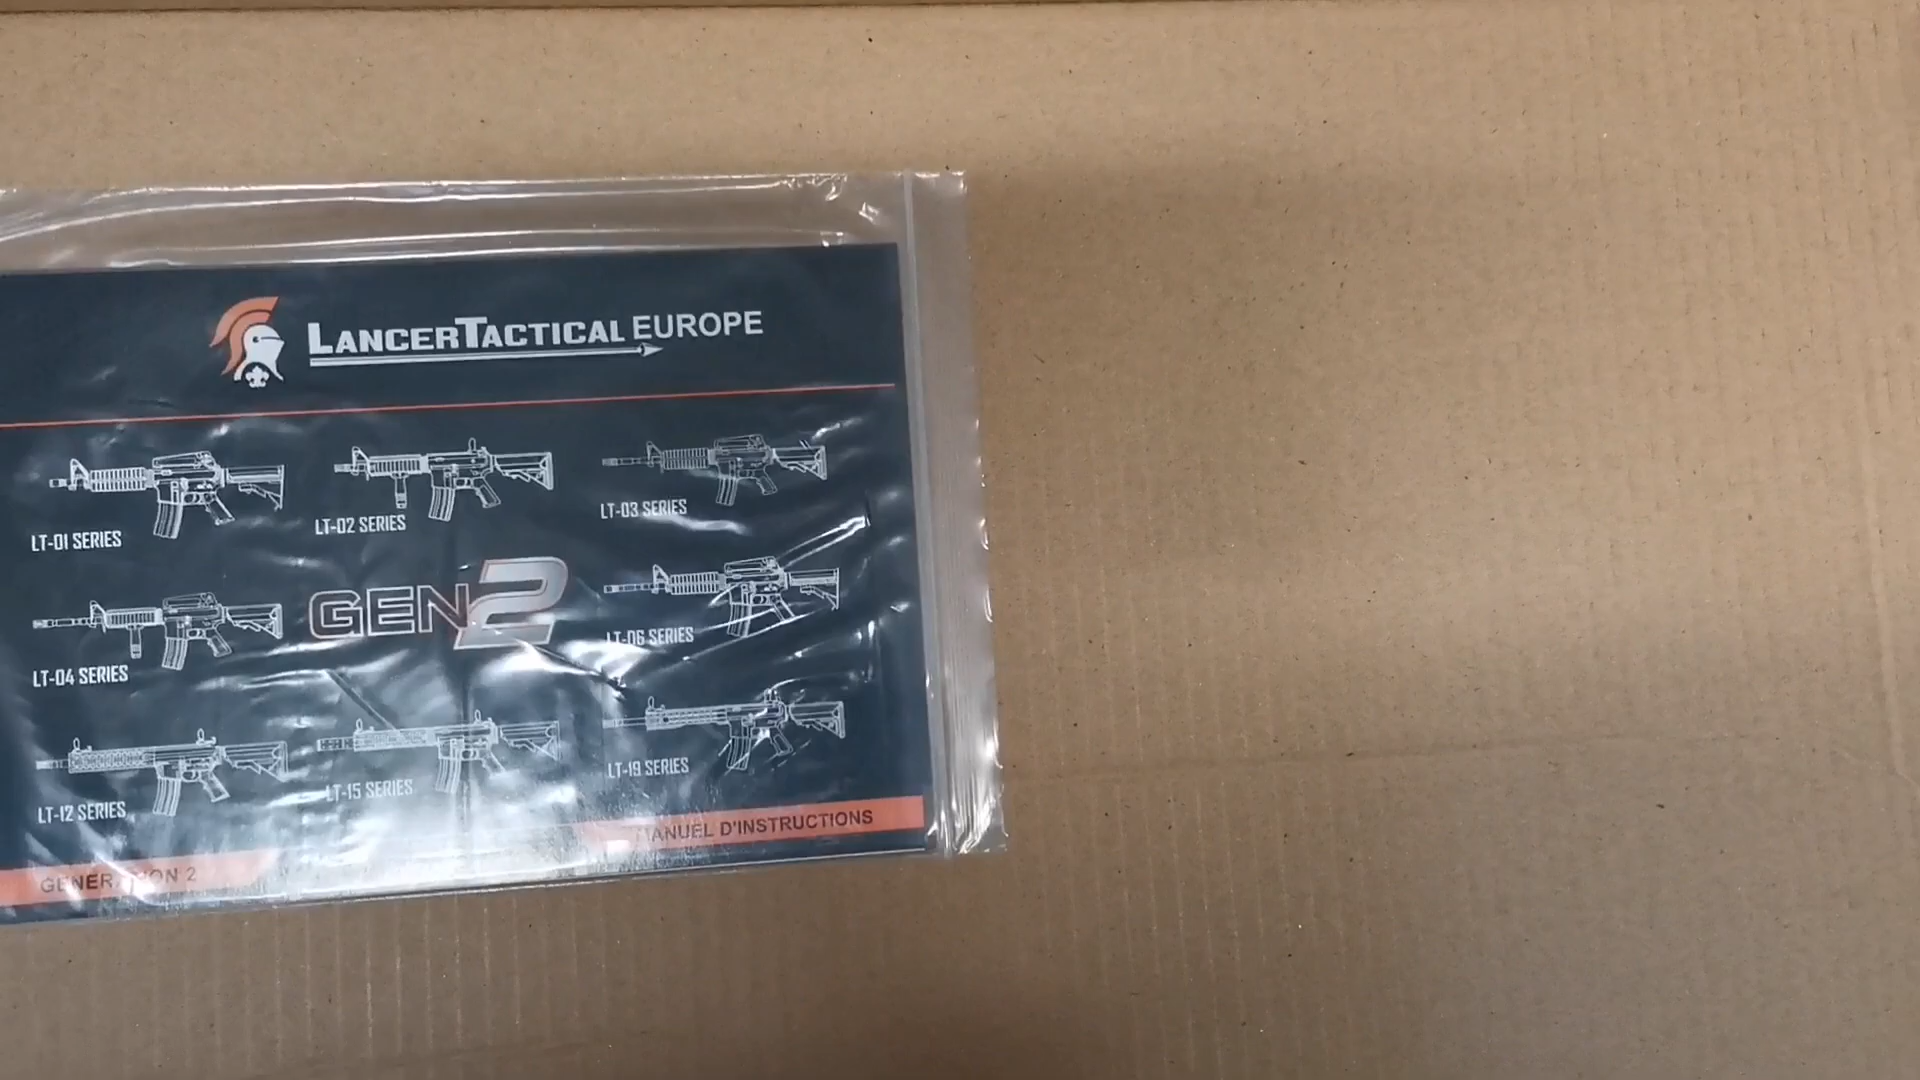 LANCERTACTICAL EUROPE
LT-01 SERIES
LT-02 SERIES
LT-03 SERIES
LT-04 SERIES
GEN2
LT-06 SERIES
LT-12 SERIES
LT-15 SERIES
LT-19 SERIES
MANUEL D'INSTRUCTIONS
GENERATION 2